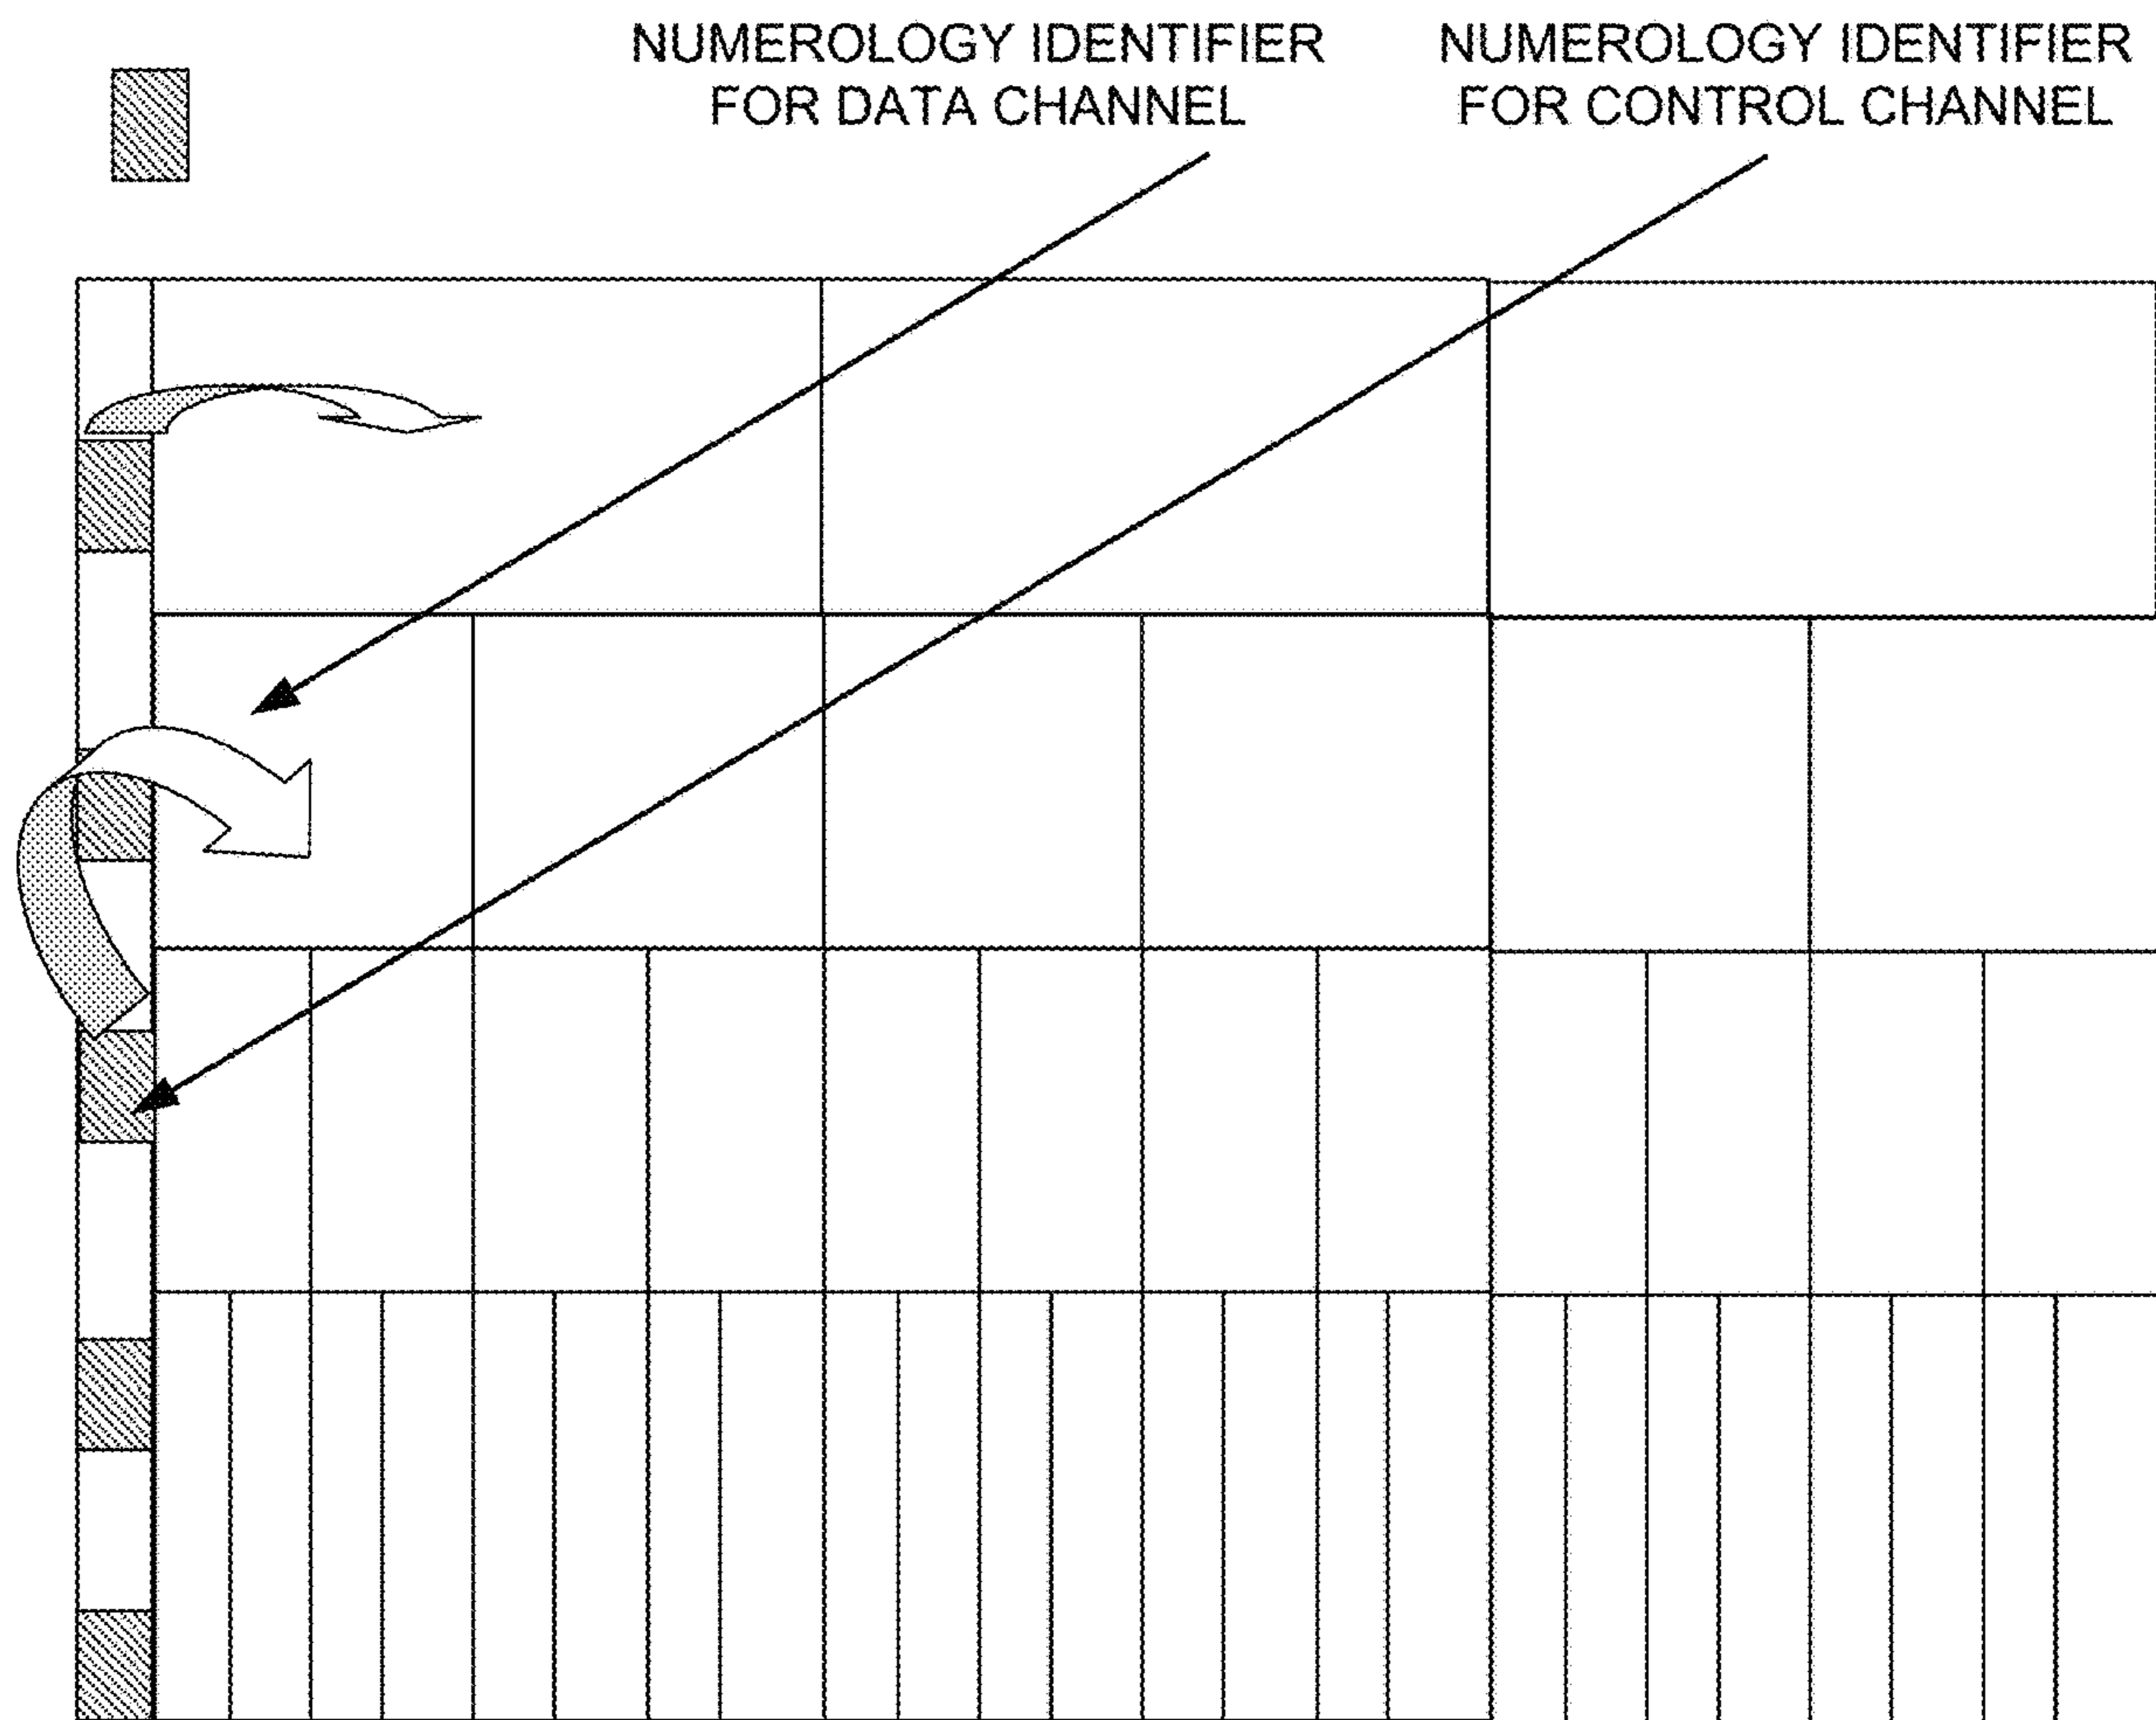 NUMEROLOGY IDENTIFIER
FOR DATA CHANNEL
NUMEROLOGY IDENTIFIER
FOR CONTROL CHANNEL